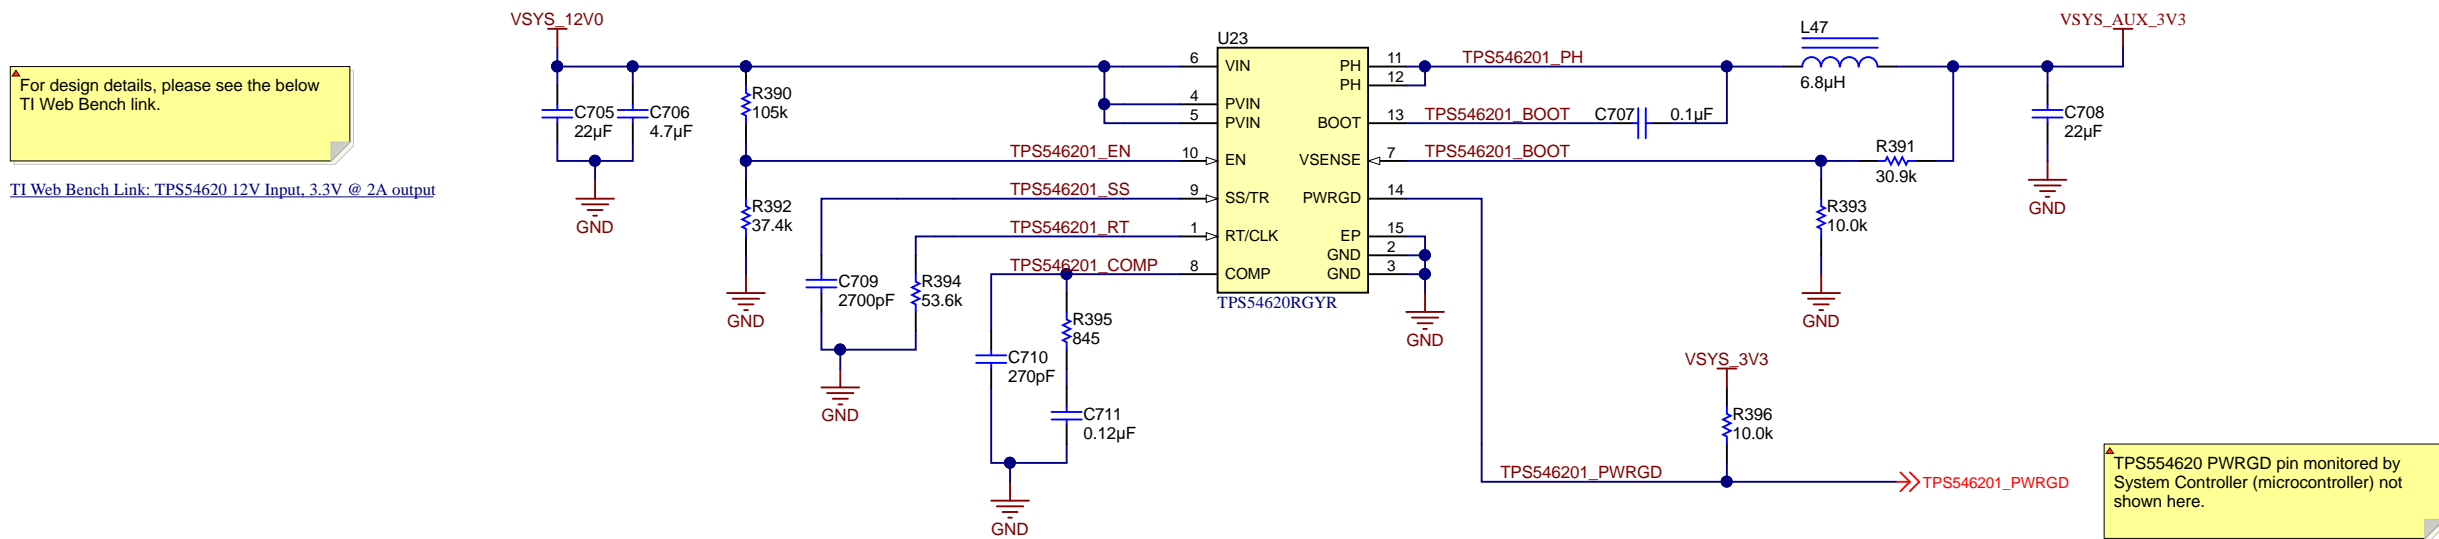 VSYS_12V0
For design details, please see the below
TI Web Bench link.
TI Web Bench Link: TPS54620 12V Input, 3.3V @ 2A output
C705
22µF
C706
4.7µF
GND
R390
105k
R392
37.4k
GND
TPS546201_EN
TPS546201_SS
TPS546201_RT
TPS546201_COMP
C709
2700pF
R394
53.6k
GND
C710
270pF
R395
845
C711
0.12µF
GND
U23
6 VIN
4 PVIN
5 PVIN
10 EN
9 SS/TR
1 RT/CLK
8 COMP
PH 11
PH 12
BOOT 13
VSENSE 7
PWRGD 14
EP 15
GND 2
GND 3
TPS54620RGYR
GND
TPS546201_PH
TPS546201_BOOT
C707
0.1µF
TPS546201_BOOT
L47
6.8µH
VSYS_AUX_3V3
C708
22µF
GND
R391
30.9k
R393
10.0k
GND
VSYS_3V3
R396
10.0k
TPS546201_PWRGD
TPS546201_PWRGD
TPS554620 PWRGD pin monitored by
System Controller (microcontroller) not
shown here.